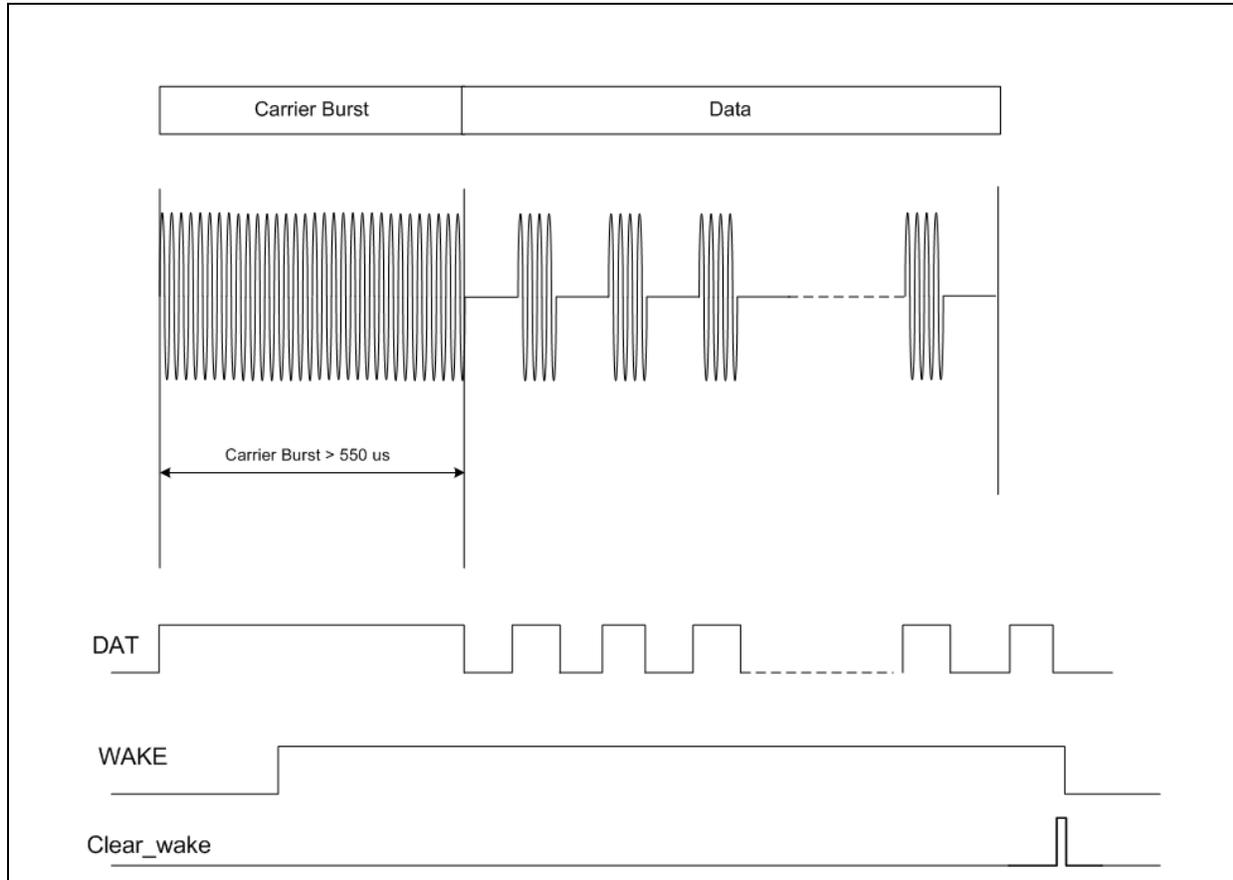 Carrier Burst
Data
Carrier Burst > 550 us
DAT
WAKE
Clear_wake